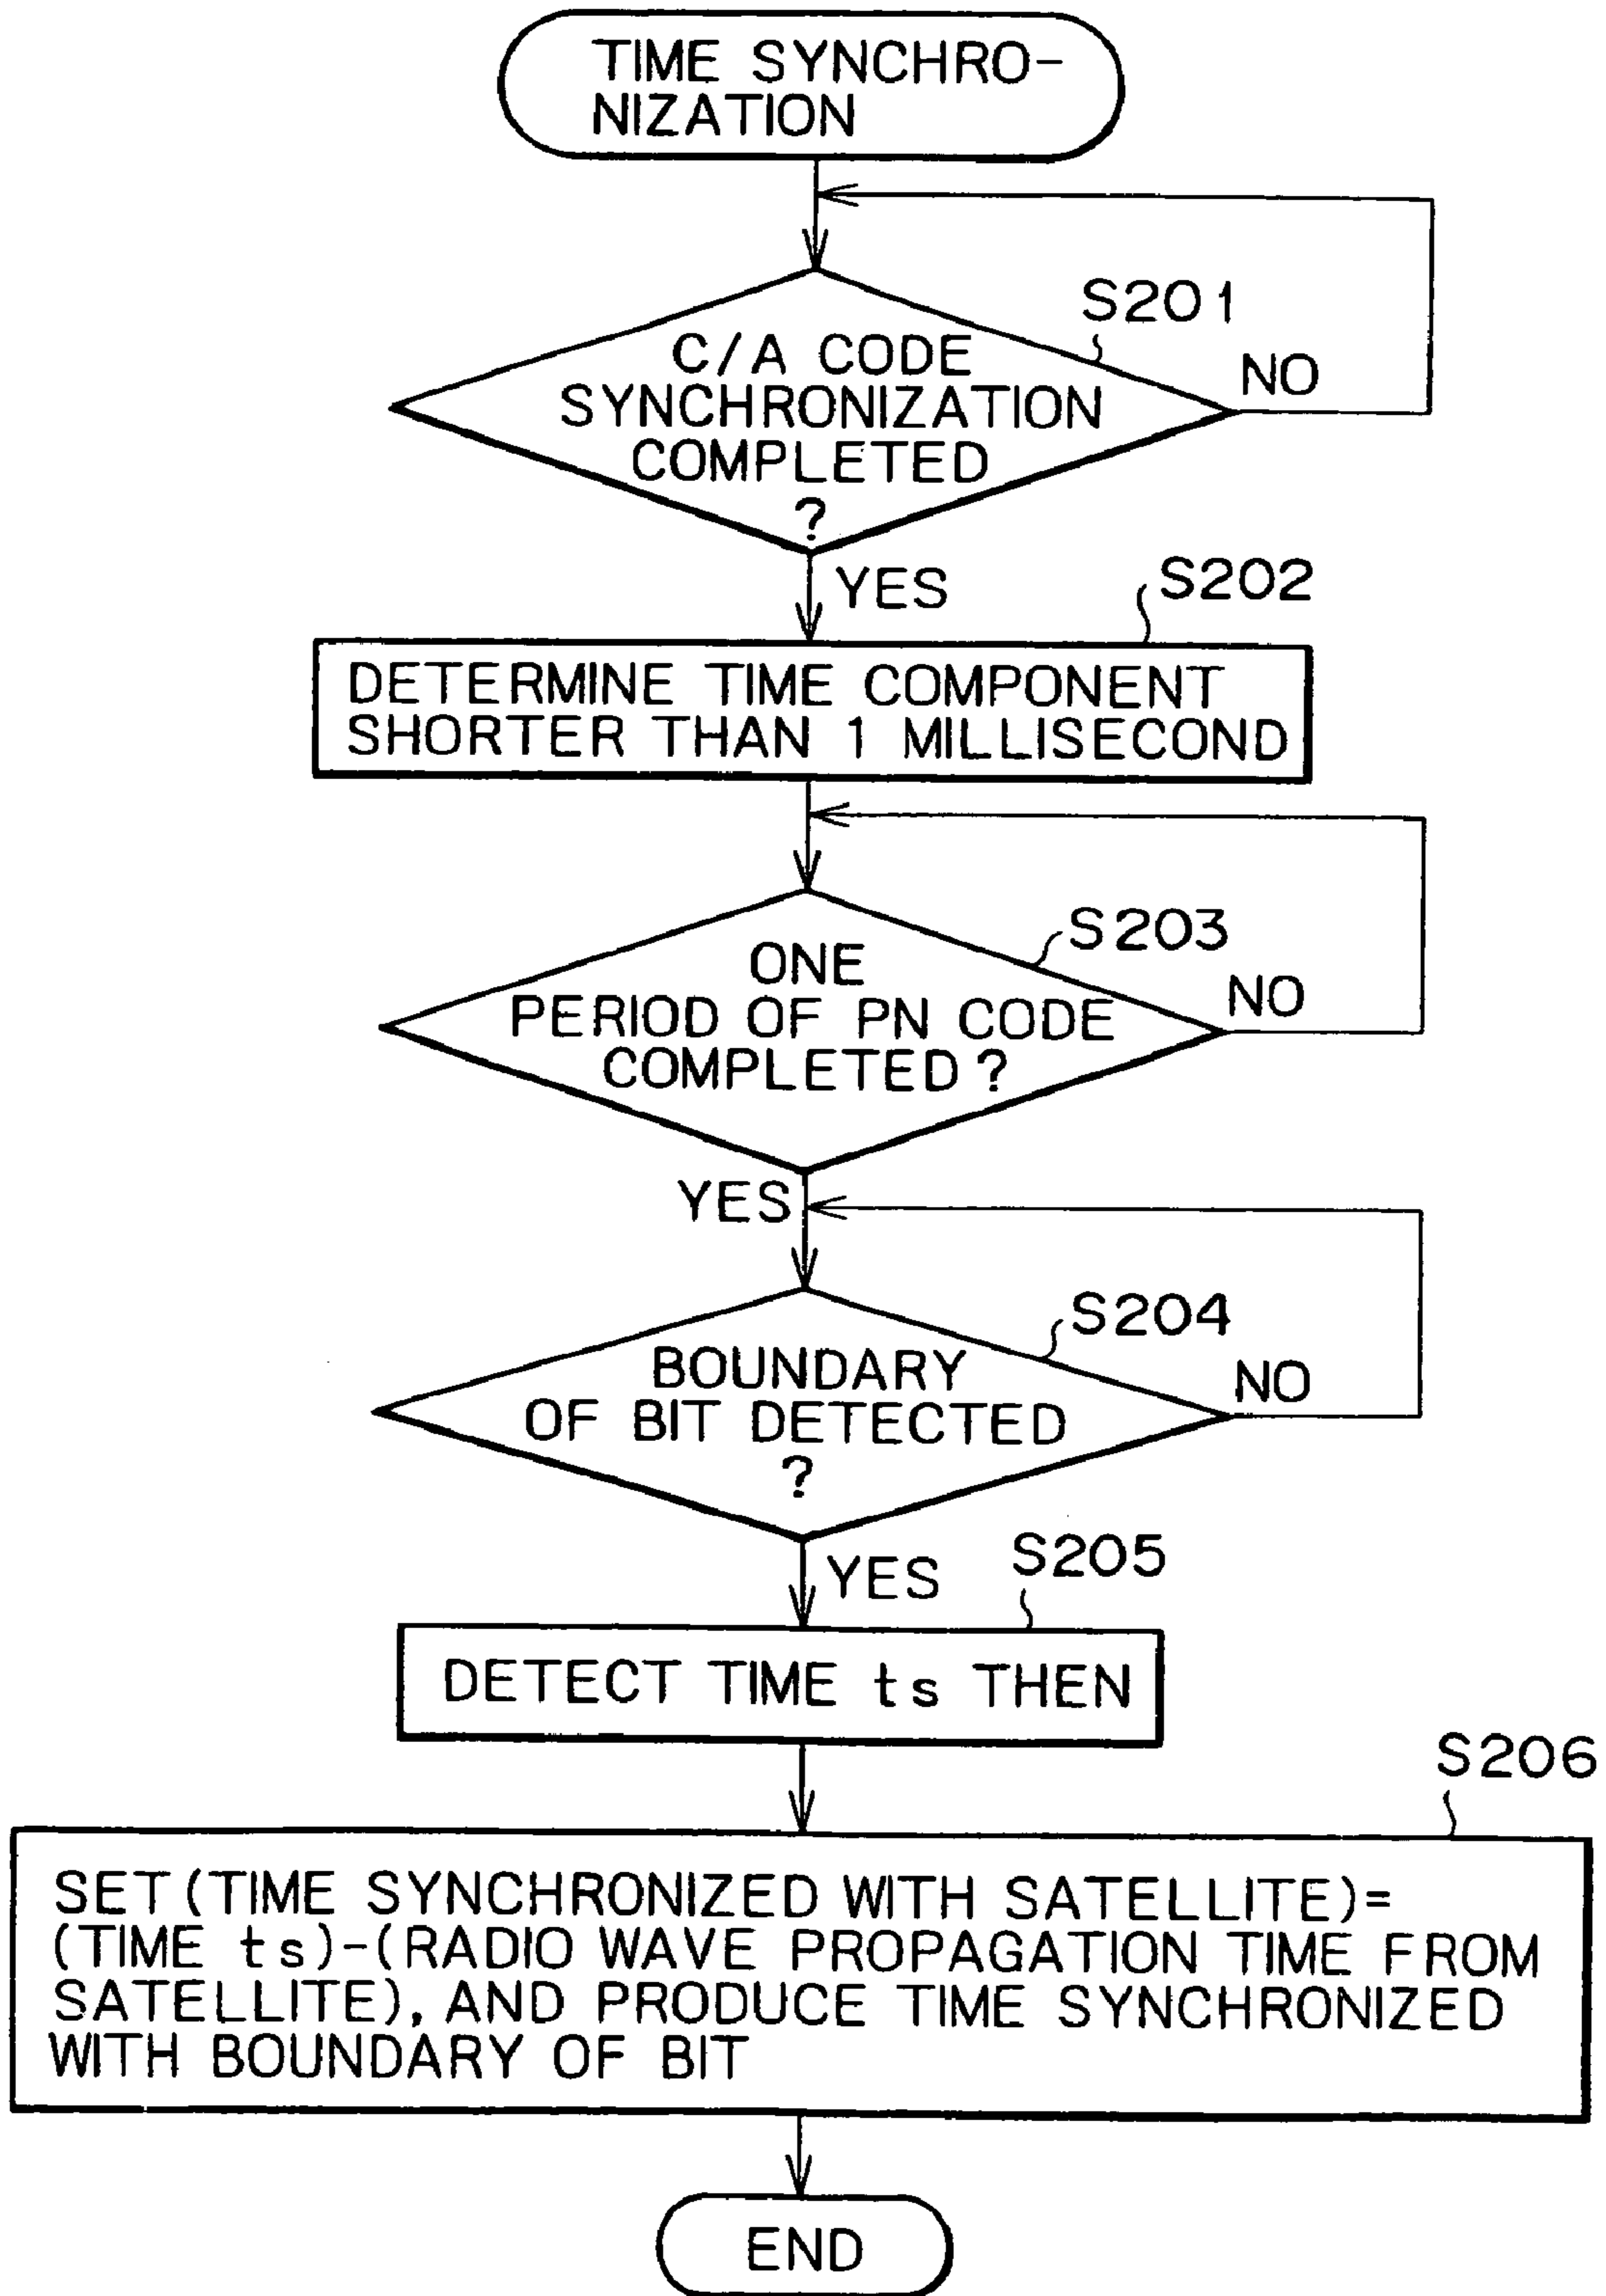 TIME SYNCHRO-
NIZATION
S201
C/A CODE
SYNCHRONIZATION
COMPLETED
?
NO
YES
S202
DETERMINE TIME COMPONENT
SHORTER THAN 1 MILLISECOND
S203
ONE
PERIOD OF PN CODE
COMPLETED?
NO
YES
S204
BOUNDARY
OF BIT DETECTED
?
NO
YES
S205
DETECT TIME ts THEN
S206
SET(TIME SYNCHRONIZED WITH SATELLITE)=
(TIME ts)-(RADIO WAVE PROPAGATION TIME FROM
SATELLITE), AND PRODUCE TIME SYNCHRONIZED
WITH BOUNDARY OF BIT
END